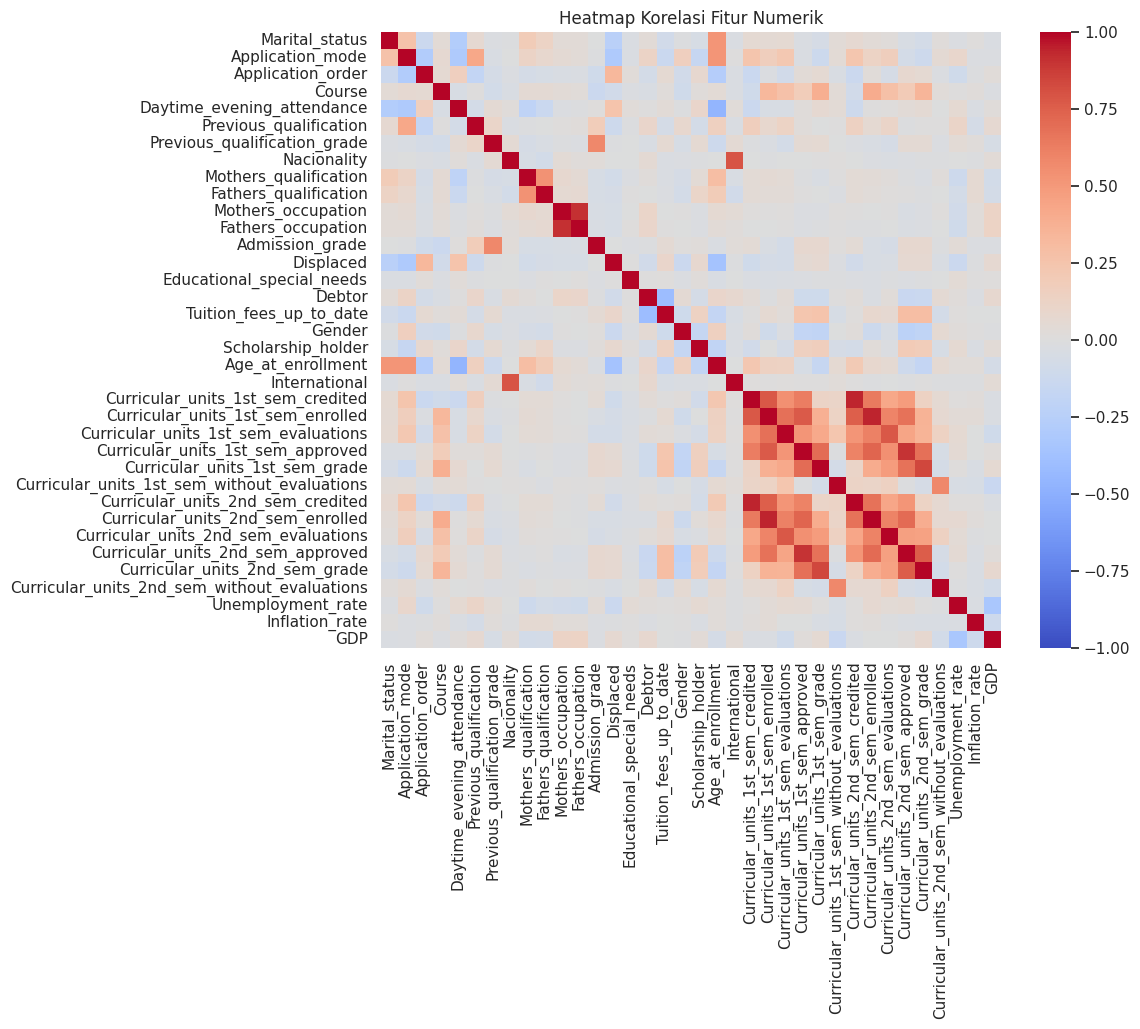 Heatmap Korelasi Fitur Numerik
Marital_status
Application_mode
Application_order
Course
Daytime_evening_attendance
Previous_qualification
Previous_qualification_grade
Nacionality
Mothers_qualification
Fathers_qualification
Mothers_occupation
Fathers_occupation
Admission_grade
Displaced
Educational_special_needs
Debtor
Tuition_fees_up_to_date
Gender
Scholarship_holder
Age_at_enrollment
International
Curricular_units_1st_sem_credited
Curricular_units_1st_sem_enrolled
Curricular_units_1st_sem_evaluations
Curricular_units_1st_sem_approved
Curricular_units_1st_sem_grade
Curricular_units_1st_sem_without_evaluations
Curricular_units_2nd_sem_credited
Curricular_units_2nd_sem_enrolled
Curricular_units_2nd_sem_evaluations
Curricular_units_2nd_sem_approved
Curricular_units_2nd_sem_grade
Curricular_units_2nd_sem_without_evaluations
Unemployment_rate
Inflation_rate
GDP
Marital_status
Application_mode
Application_order
Course
Daytime_evening_attendance
Previous_qualification
Previous_qualification_grade
Nacionality
Mothers_qualification
Fathers_qualification
Mothers_occupation
Fathers_occupation
Admission_grade
Displaced
Educational_special_needs
Debtor
Tuition_fees_up_to_date
Gender
Scholarship_holder
Age_at_enrollment
International
Curricular_units_1st_sem_credited
Curricular_units_1st_sem_enrolled
Curricular_units_1st_sem_evaluations
Curricular_units_1st_sem_approved
Curricular_units_1st_sem_grade
Curricular_units_1st_sem_without_evaluations
Curricular_units_2nd_sem_credited
Curricular_units_2nd_sem_enrolled
Curricular_units_2nd_sem_evaluations
Curricular_units_2nd_sem_approved
Curricular_units_2nd_sem_grade
Curricular_units_2nd_sem_without_evaluations
Unemployment_rate
Inflation_rate
GDP
1.00
0.75
0.50
0.25
0.00
−0.25
−0.50
−0.75
−1.00